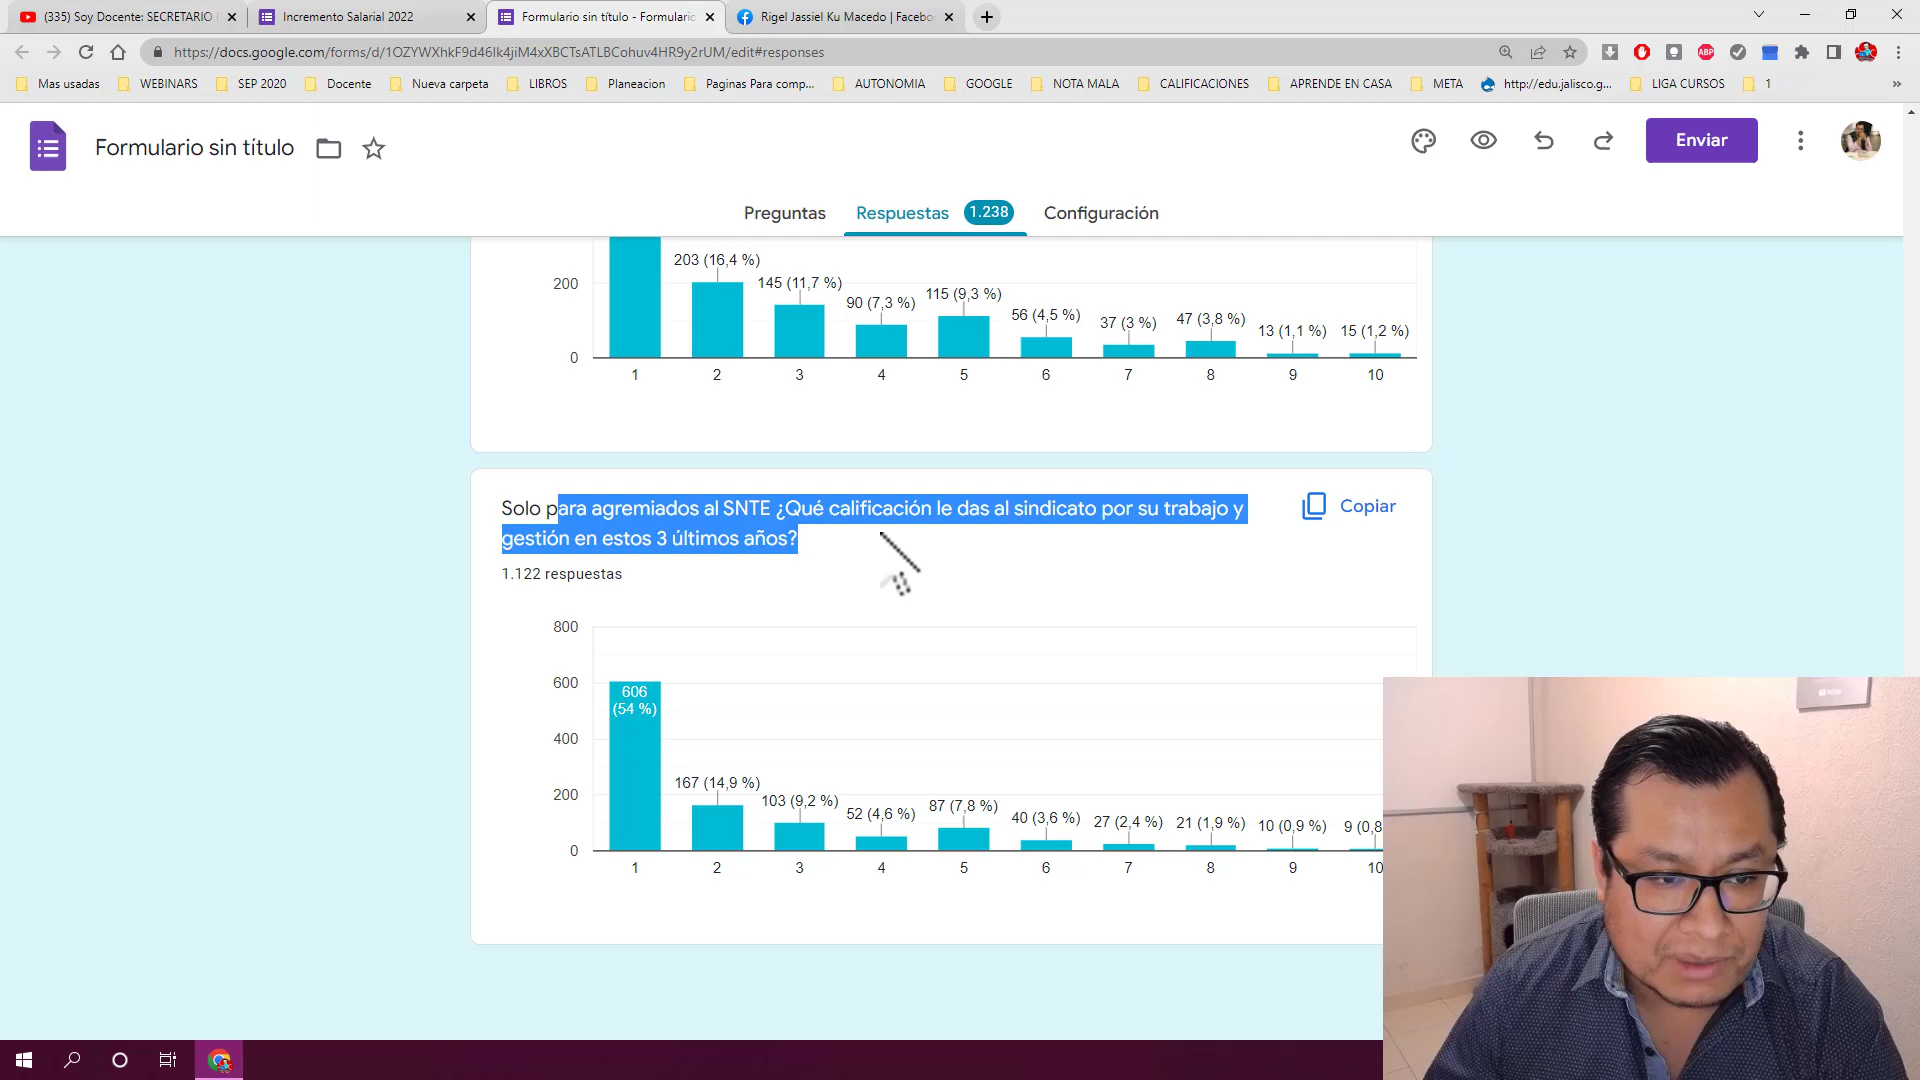 (335) Soy Docente: SECRETARIO
Incremento Salarial 2022
Formulario sin título - Formulario
Rigel Jassiel Ku Macedo | Facebo
https://docs.google.com/forms/d/1OZYWXhkF9d46Ik4jiM4xXBCTsATLBCohuv4HR9y2rUM/edit#responses
ABP
Mas usadas
WEBINARS
SEP 2020
Docente
Nueva carpeta
LIBROS
Planeacion
Paginas Para comp...
AUTONOMIA
GOOGLE
NOTA MALA
CALIFICACIONES
APRENDE EN CASA
META
http://edu.jalisco.g...
LIGA CURSOS
1
»
Formulario sin título
Enviar
Preguntas
Respuestas 1.238
Configuración
203 (16,4 %)
200
145 (11,7 %)
90 (7,3 %)
115 (9,3 %)
56 (4,5 %)
37 (3 %)
47 (3,8 %)
13 (1,1 %)
15 (1,2 %)
0
1 2 3 4 5 6 7 8 9 10
Solo para agremiados al SNTE ¿Qué calificación le das al sindicato por su trabajo y
gestión en estos 3 últimos años?
Copiar
1.122 respuestas
800
600
606
(54 %)
400
200
167 (14,9 %)
103 (9,2 %)
52 (4,6 %)
87 (7,8 %)
40 (3,6 %)
27 (2,4 %)
21 (1,9 %)
10 (0,9 %)
9 (0,8
0
1 2 3 4 5 6 7 8 9 10